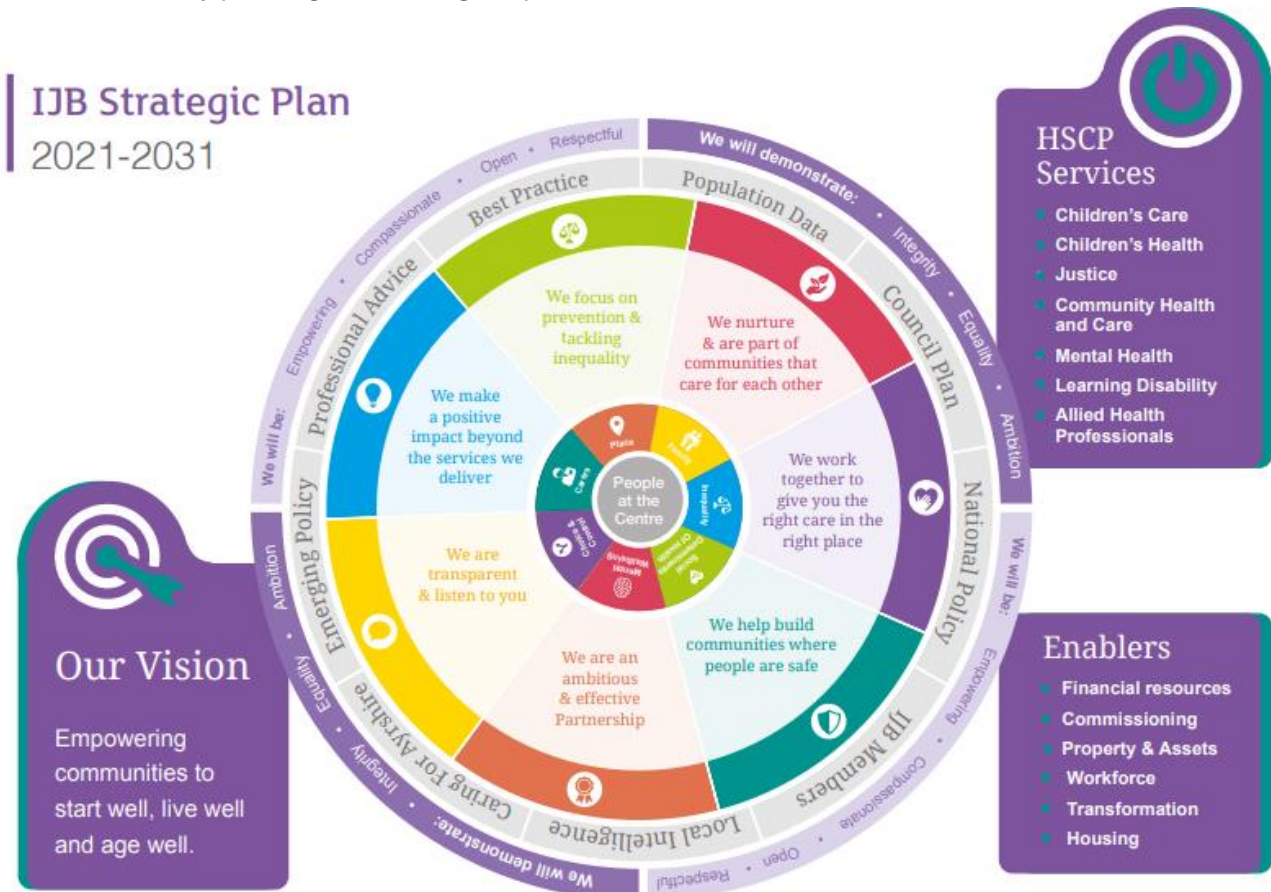 IJB Strategic Plan
2021-2031
We will be: Empowering • Compassionate • Open • Respectful
We will demonstrate: • Integrity • Equality • Ambition
We will be: Empowering • Compassionate • Open • Respectful
We will demonstrate: • Integrity • Equality • Ambition
Best Practice
Population Data
Council Plan
National Policy
IJB Members
Local Intelligence
Caring For Ayrshire
Emerging Policy
Professional Advice
We focus on
prevention &
tackling
inequality
We nurture
& are part of
communities that
care for each other
We work
together to
give you the
right care in the
right place
We help build
communities where
people are safe
We are an
ambitious
& effective
Partnership
We are
transparent
& listen to you
We make
a positive
impact beyond
the services we
deliver
Place
Family
Inequality
Social
Determinants
Of Health
Mental
Wellbeing
Choice &
Control
Carers
People
at the
Centre
HSCP
Services
Children's Care
Children's Health
Justice
Community Health
and Care
Mental Health
Learning Disability
Allied Health
Professionals
Our Vision
Empowering
communities to
start well, live well
and age well.
Enablers
Financial resources
Commissioning
Property & Assets
Workforce
Transformation
Housing